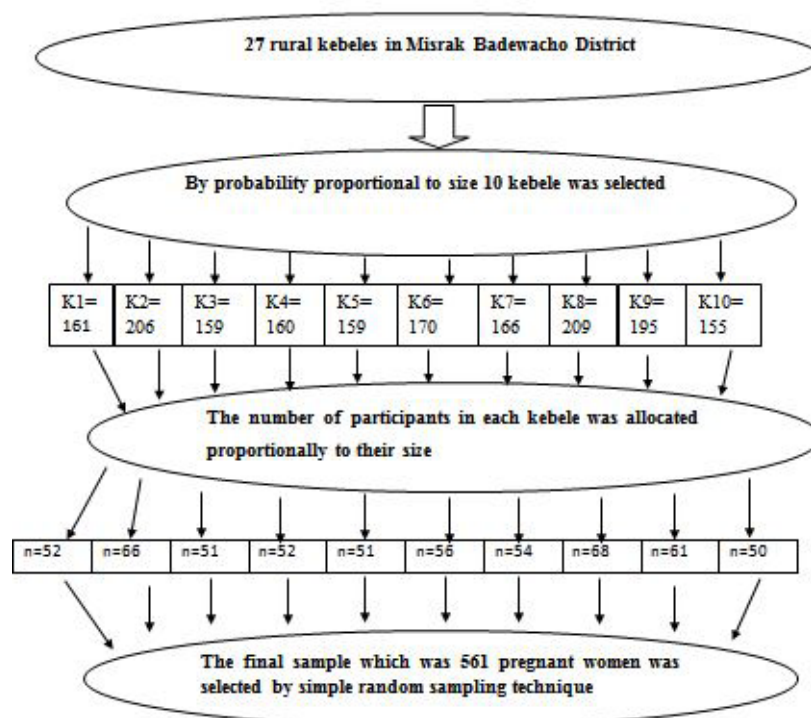 27 rural kebeles in Misrak Badewacho District
By probability proportional to size 10 kebele was selected
K1= K2= K3= K4= K5= K6= K7= K8= K9= K10=
161 206 159 160 159 170 166 209 195 155
The number of participants in each kebele was allocated
proportionally to their size
n=52 n=66 n=51 n=52 n=51 n=56 n=54 n=68 n=61 n=50
The final sample which was 561 pregnant women was
selected by simple random sampling technique